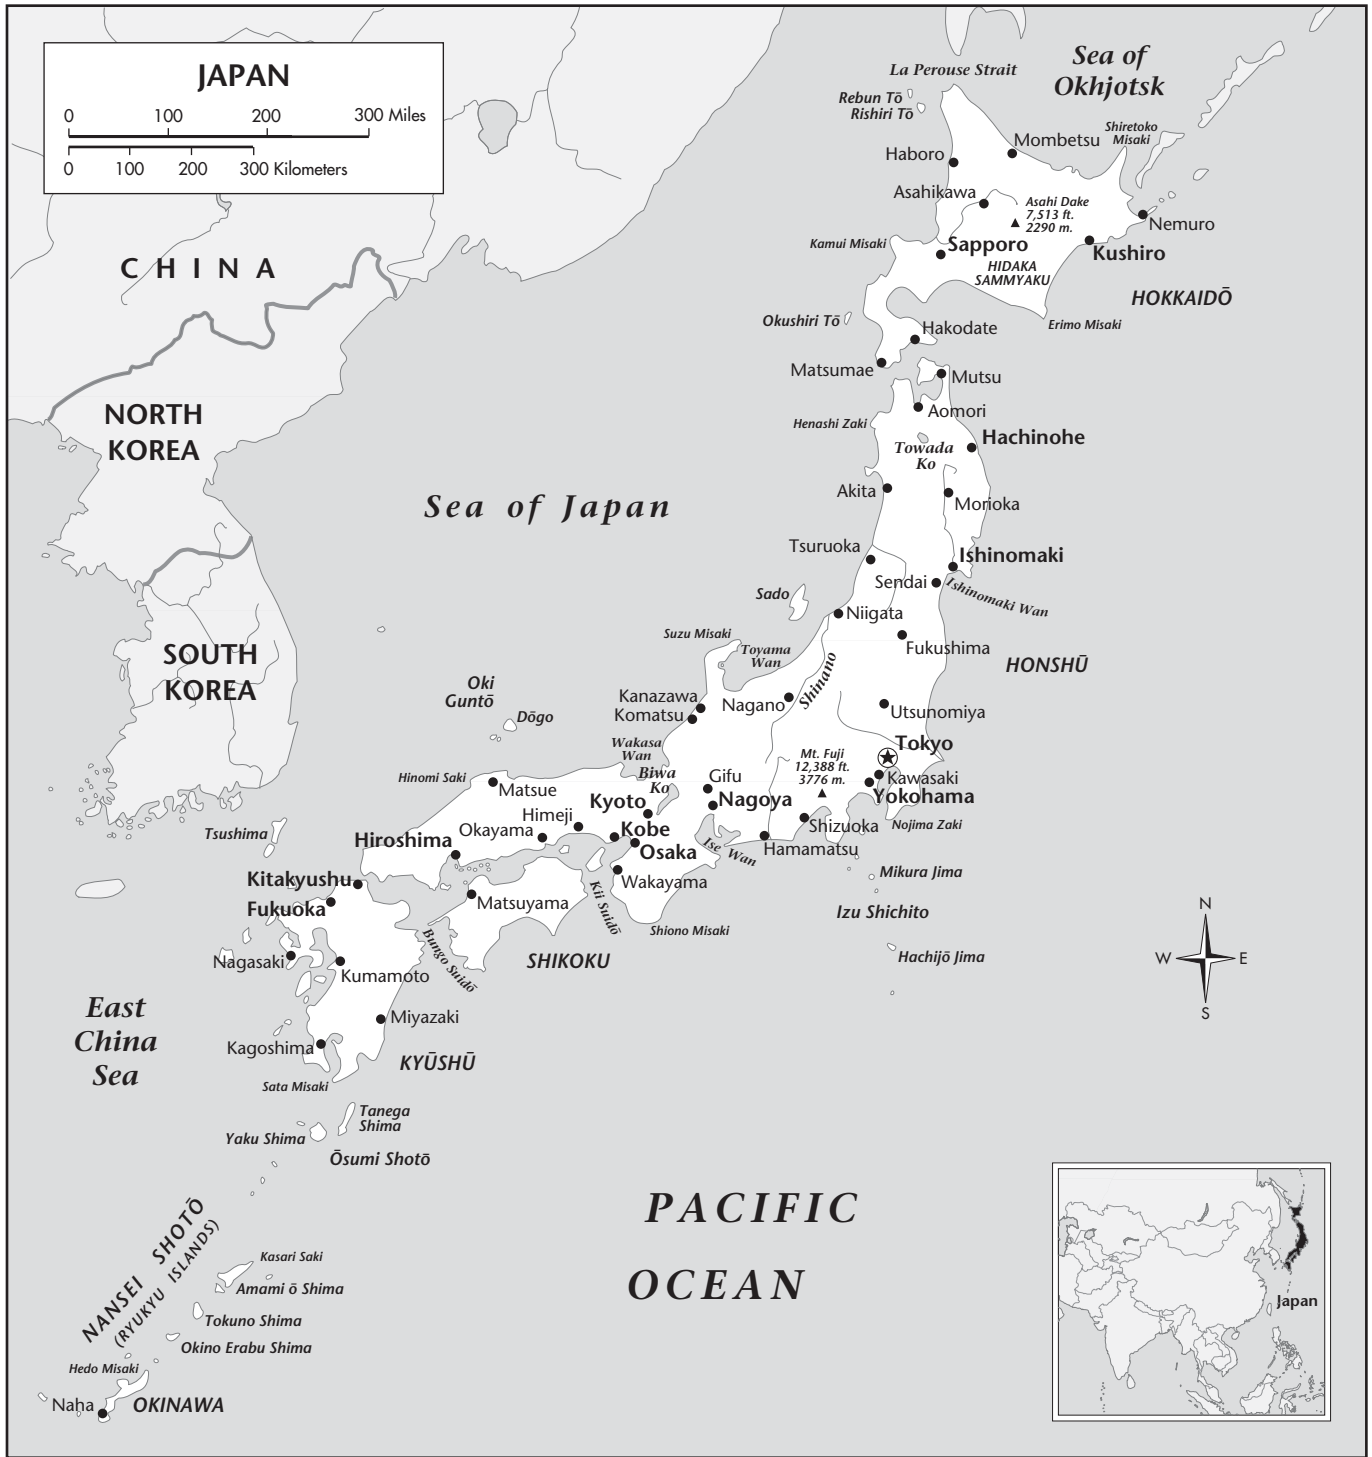 JAPAN
0 100 200 300 Miles
0 100 200 300 Kilometers
La Perouse Strait
Sea of
Okhjotsk
Rebun Tō
Rishiri Tō
Mombetsu
Shiretoko
Misaki
Haboro
Asahikawa
Asahi Dake
7,513 ft.
2290 m.
Nemuro
Kamui Misaki
Sapporo
Kushiro
HIDAKA
SAMMYAKU
HOKKAIDŌ
Okushiri Tō
Erimo Misaki
Hakodate
Matsumae
Mutsu
CHINA
NORTH
KOREA
Aomori
Henashi Zaki
Hachinohe
Towada
Ko
Akita
Morioka
Sea of Japan
Tsuruoka
Ishinomaki
Sendai
Ishinomaki Wan
Sado
Niigata
Fukushima
Suzu Misaki
Toyama
Wan
Shinano
HONSHŪ
SOUTH
KOREA
Oki
Guntō
Dōgo
Kanazawa
Komatsu
Nagano
Utsunomiya
Wakasa
Wan
Tokyo
Mt. Fuji
12,388 ft.
3776 m.
Hinomi Saki
Biwa
Ko
Gifu
Kawasaki
Matsue
Kyoto
Nagoya
Yokohama
Himeji
Shizuoka
Nojima Zaki
Tsushima
Okayama
Kobe
Hiroshima
Osaka
Ise Wan
Hamamatsu
Kitakyushu
Wakayama
Mikura Jima
Fukuoka
Matsuyama
Kii Suidō
Izu Shichito
Shiono Misaki
Bungo Suidō
SHIKOKU
Hachijō Jima
Nagasaki
Kumamoto
N
W E
S
East
China
Sea
Miyazaki
Kagoshima
KYŪSHŪ
Sata Misaki
Tanega
Shima
Yaku Shima
Ōsumi Shotō
PACIFIC
OCEAN
NANSEI SHOTŌ
(RYUKYU ISLANDS)
Kasari Saki
Amami ō Shima
Tokuno Shima
Okino Erabu Shima
Hedo Misaki
Naha
OKINAWA
Japan